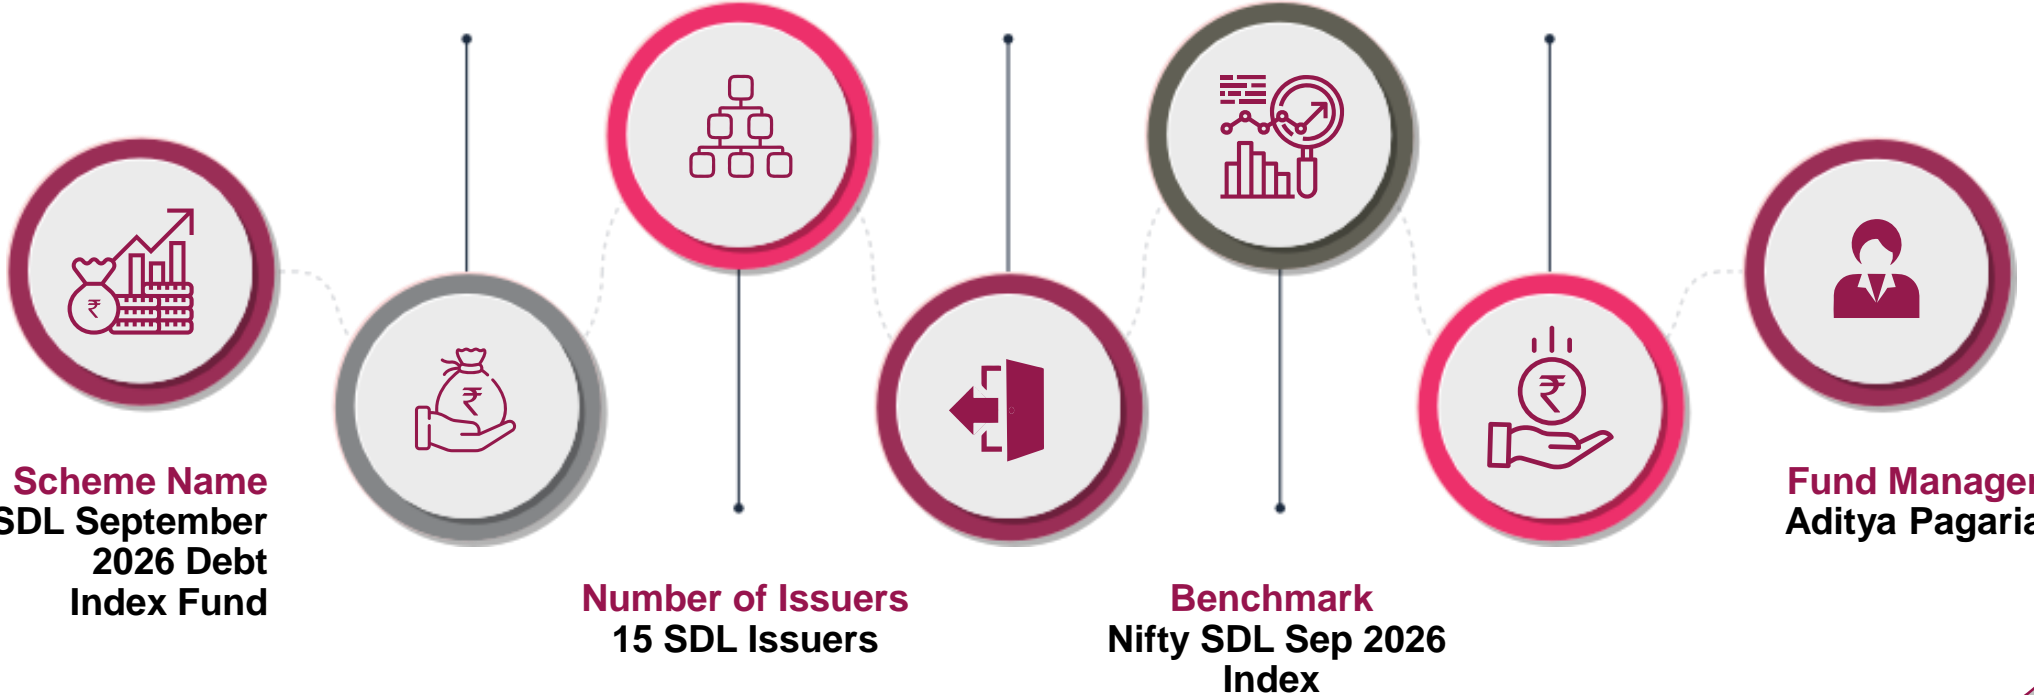 Scheme Name
SDL September
2026 Debt
Index Fund
Number of Issuers
15 SDL Issuers
Benchmark
Nifty SDL Sep 2026
Index
Fund Manager
Aditya Pagaria
₹
₹
₹